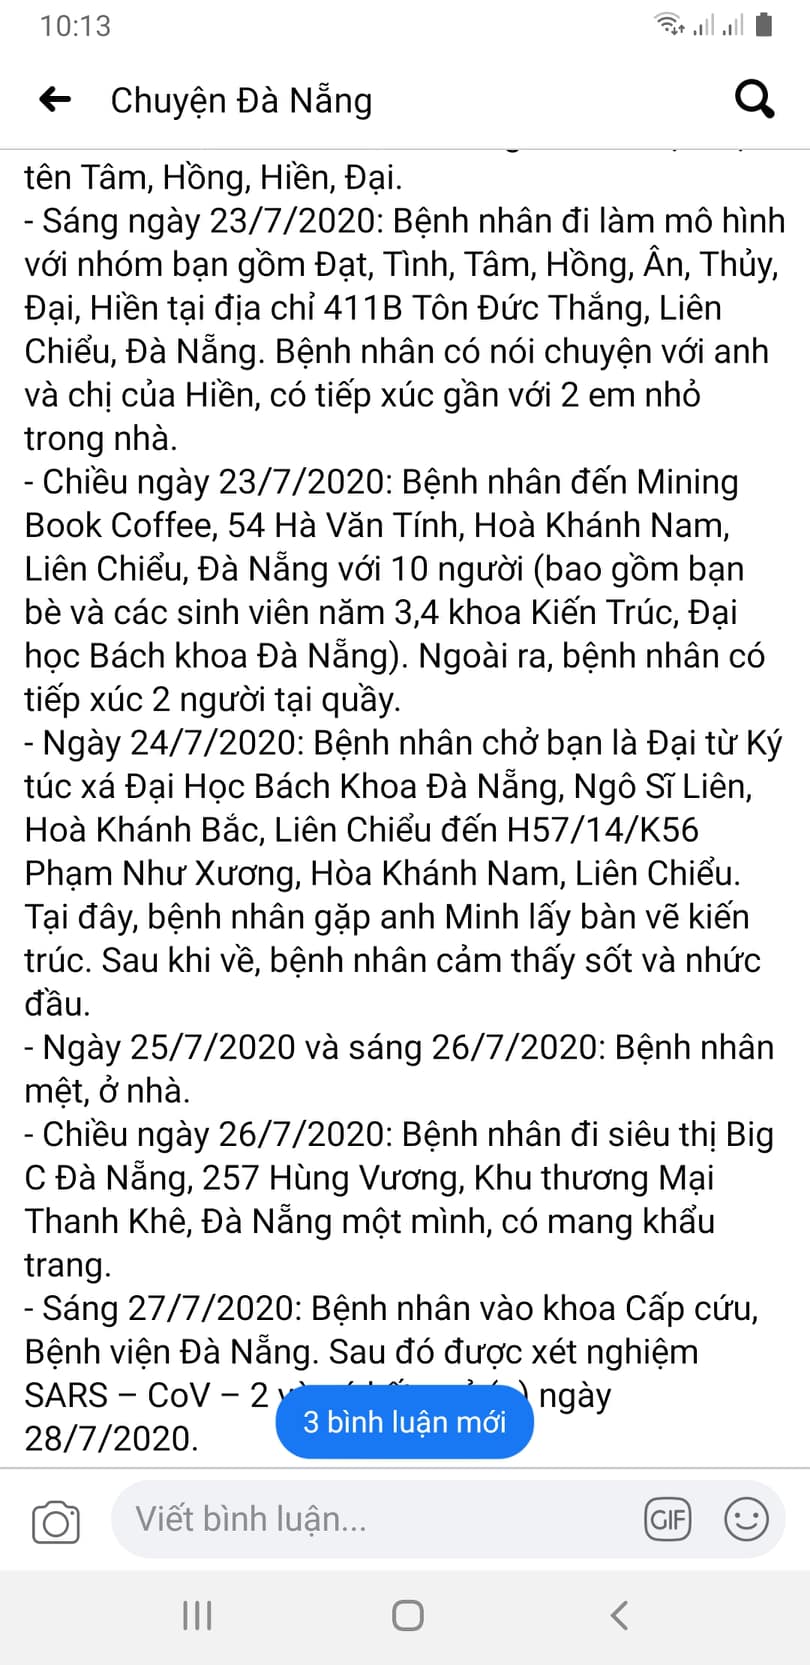 10:13
Chuyện Đà Nẵng
tên Tâm, Hồng, Hiền, Đại.
- Sáng ngày 23/7/2020: Bệnh nhân đi làm mô hình
với nhóm bạn gồm Đạt, Tình, Tâm, Hồng, Ân, Thủy,
Đại, Hiền tại địa chỉ 411B Tôn Đức Thắng, Liên
Chiểu, Đà Nẵng. Bệnh nhân có nói chuyện với anh
và chị của Hiền, có tiếp xúc gần với 2 em nhỏ
trong nhà.
- Chiều ngày 23/7/2020: Bệnh nhân đến Mining
Book Coffee, 54 Hà Văn Tính, Hoà Khánh Nam,
Liên Chiểu, Đà Nẵng với 10 người (bao gồm bạn
bè và các sinh viên năm 3,4 khoa Kiến Trúc, Đại
học Bách khoa Đà Nẵng). Ngoài ra, bệnh nhân có
tiếp xúc 2 người tại quầy.
- Ngày 24/7/2020: Bệnh nhân chở bạn là Đại từ Ký
túc xá Đại Học Bách Khoa Đà Nẵng, Ngô Sĩ Liên,
Hoà Khánh Bắc, Liên Chiểu đến H57/14/K56
Phạm Như Xương, Hòa Khánh Nam, Liên Chiểu.
Tại đây, bệnh nhân gặp anh Minh lấy bàn vẽ kiến
trúc. Sau khi về, bệnh nhân cảm thấy sốt và nhức
đầu.
- Ngày 25/7/2020 và sáng 26/7/2020: Bệnh nhân
mệt, ở nhà.
- Chiều ngày 26/7/2020: Bệnh nhân đi siêu thị Big
C Đà Nẵng, 257 Hùng Vương, Khu thương Mại
Thanh Khê, Đà Nẵng một mình, có mang khẩu
trang.
- Sáng 27/7/2020: Bệnh nhân vào khoa Cấp cứu,
Bệnh viện Đà Nẵng. Sau đó được xét nghiệm
SARS – CoV – 2 ngày
28/7/2020.
3 bình luận mới
Viết bình luận...
GIF